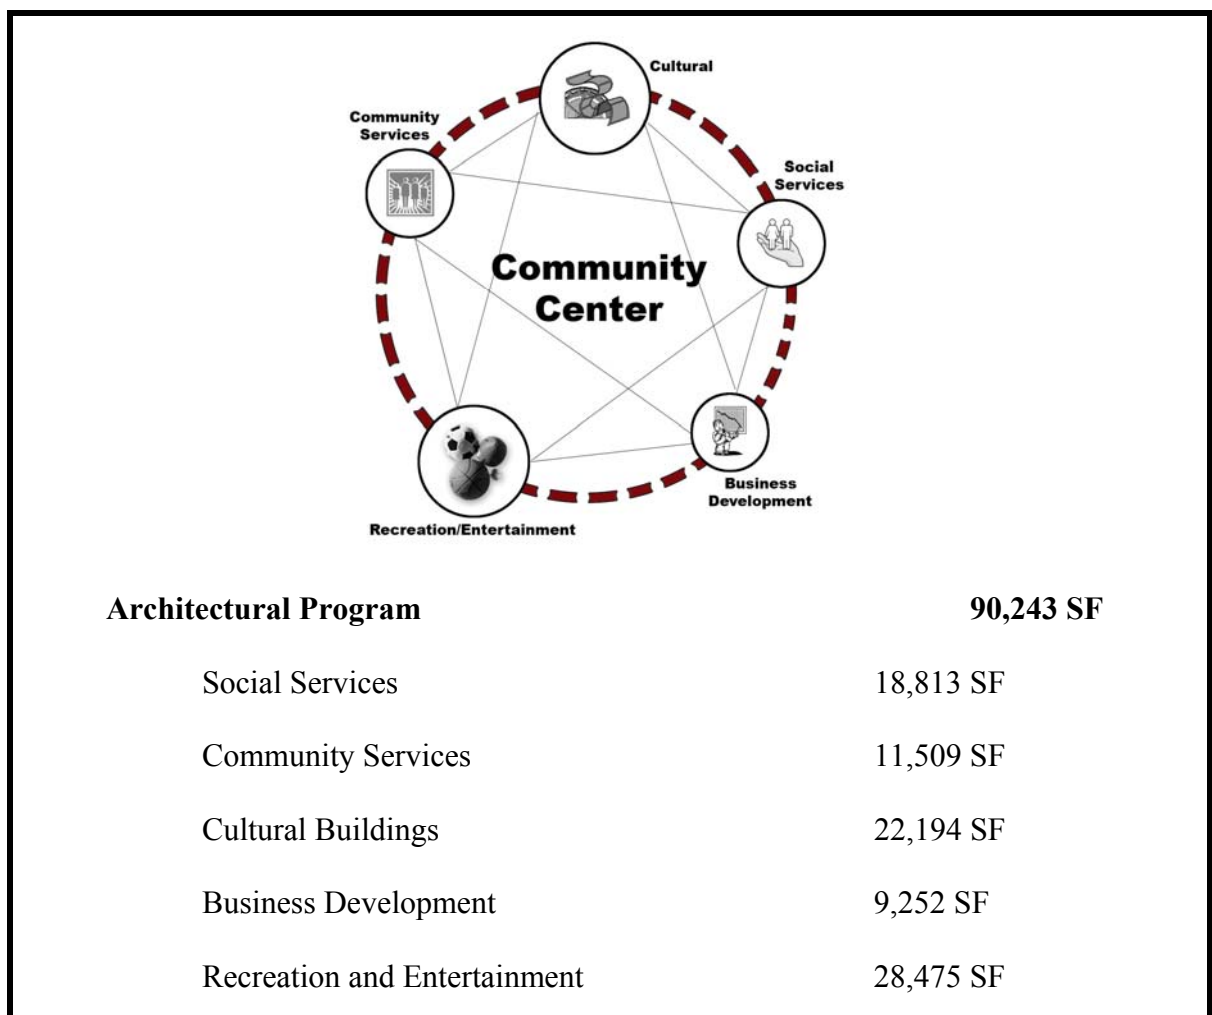 Cultural
Community
Services
Social
Services
Community
Center
Business
Development
Recreation/Entertainment
Architectural Program 90,243 SF
Social Services 18,813 SF
Community Services 11,509 SF
Cultural Buildings 22,194 SF
Business Development 9,252 SF
Recreation and Entertainment 28,475 SF